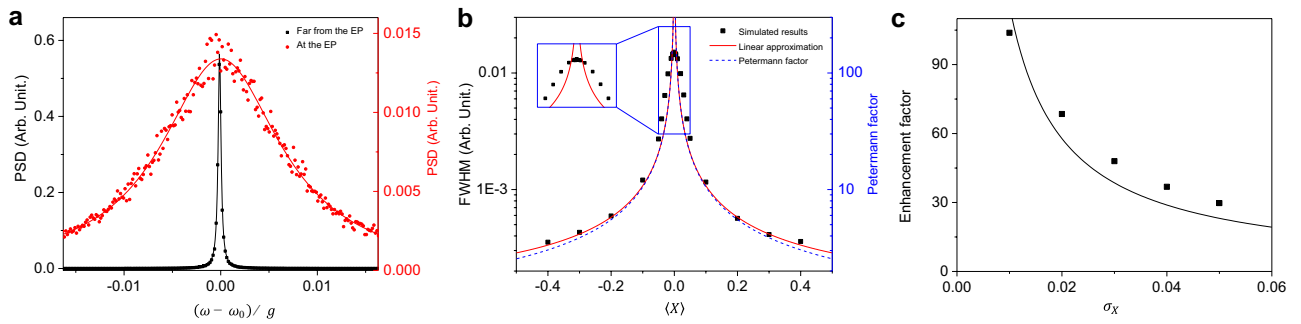 a
Far from the EP
At the EP
0.6
0.4
0.2
0.0
PSD (Arb. Unit.)
0.015
0.010
0.005
0.000
PSD (Arb. Unit.)
-0.01
0.00
0.01
(ω − ω₀)/ g
b
Simulated results
Linear approximation
Petermann factor
0.01
1E-3
FWHM (Arb. Unit.)
100
10
Petermann factor
-0.4
-0.2
0.0
0.2
0.4
⟨X⟩
c
90
60
30
0
Enhancement factor
0.00
0.02
0.04
0.06
σ_X